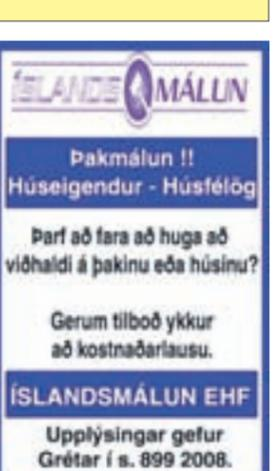 ÍSLANDS MÁLUN
Þakmálun !!
Húseigendur - Húsfélög
Þarf að fara að huga að
viðhaldi á þakinu eða húsinu?
Gerum tilboð ykkur
að kostnaðarlausu.
ÍSLANDSMÁLUN EHF
Upplýsingar gefur
Grétar í s. 899 2008.